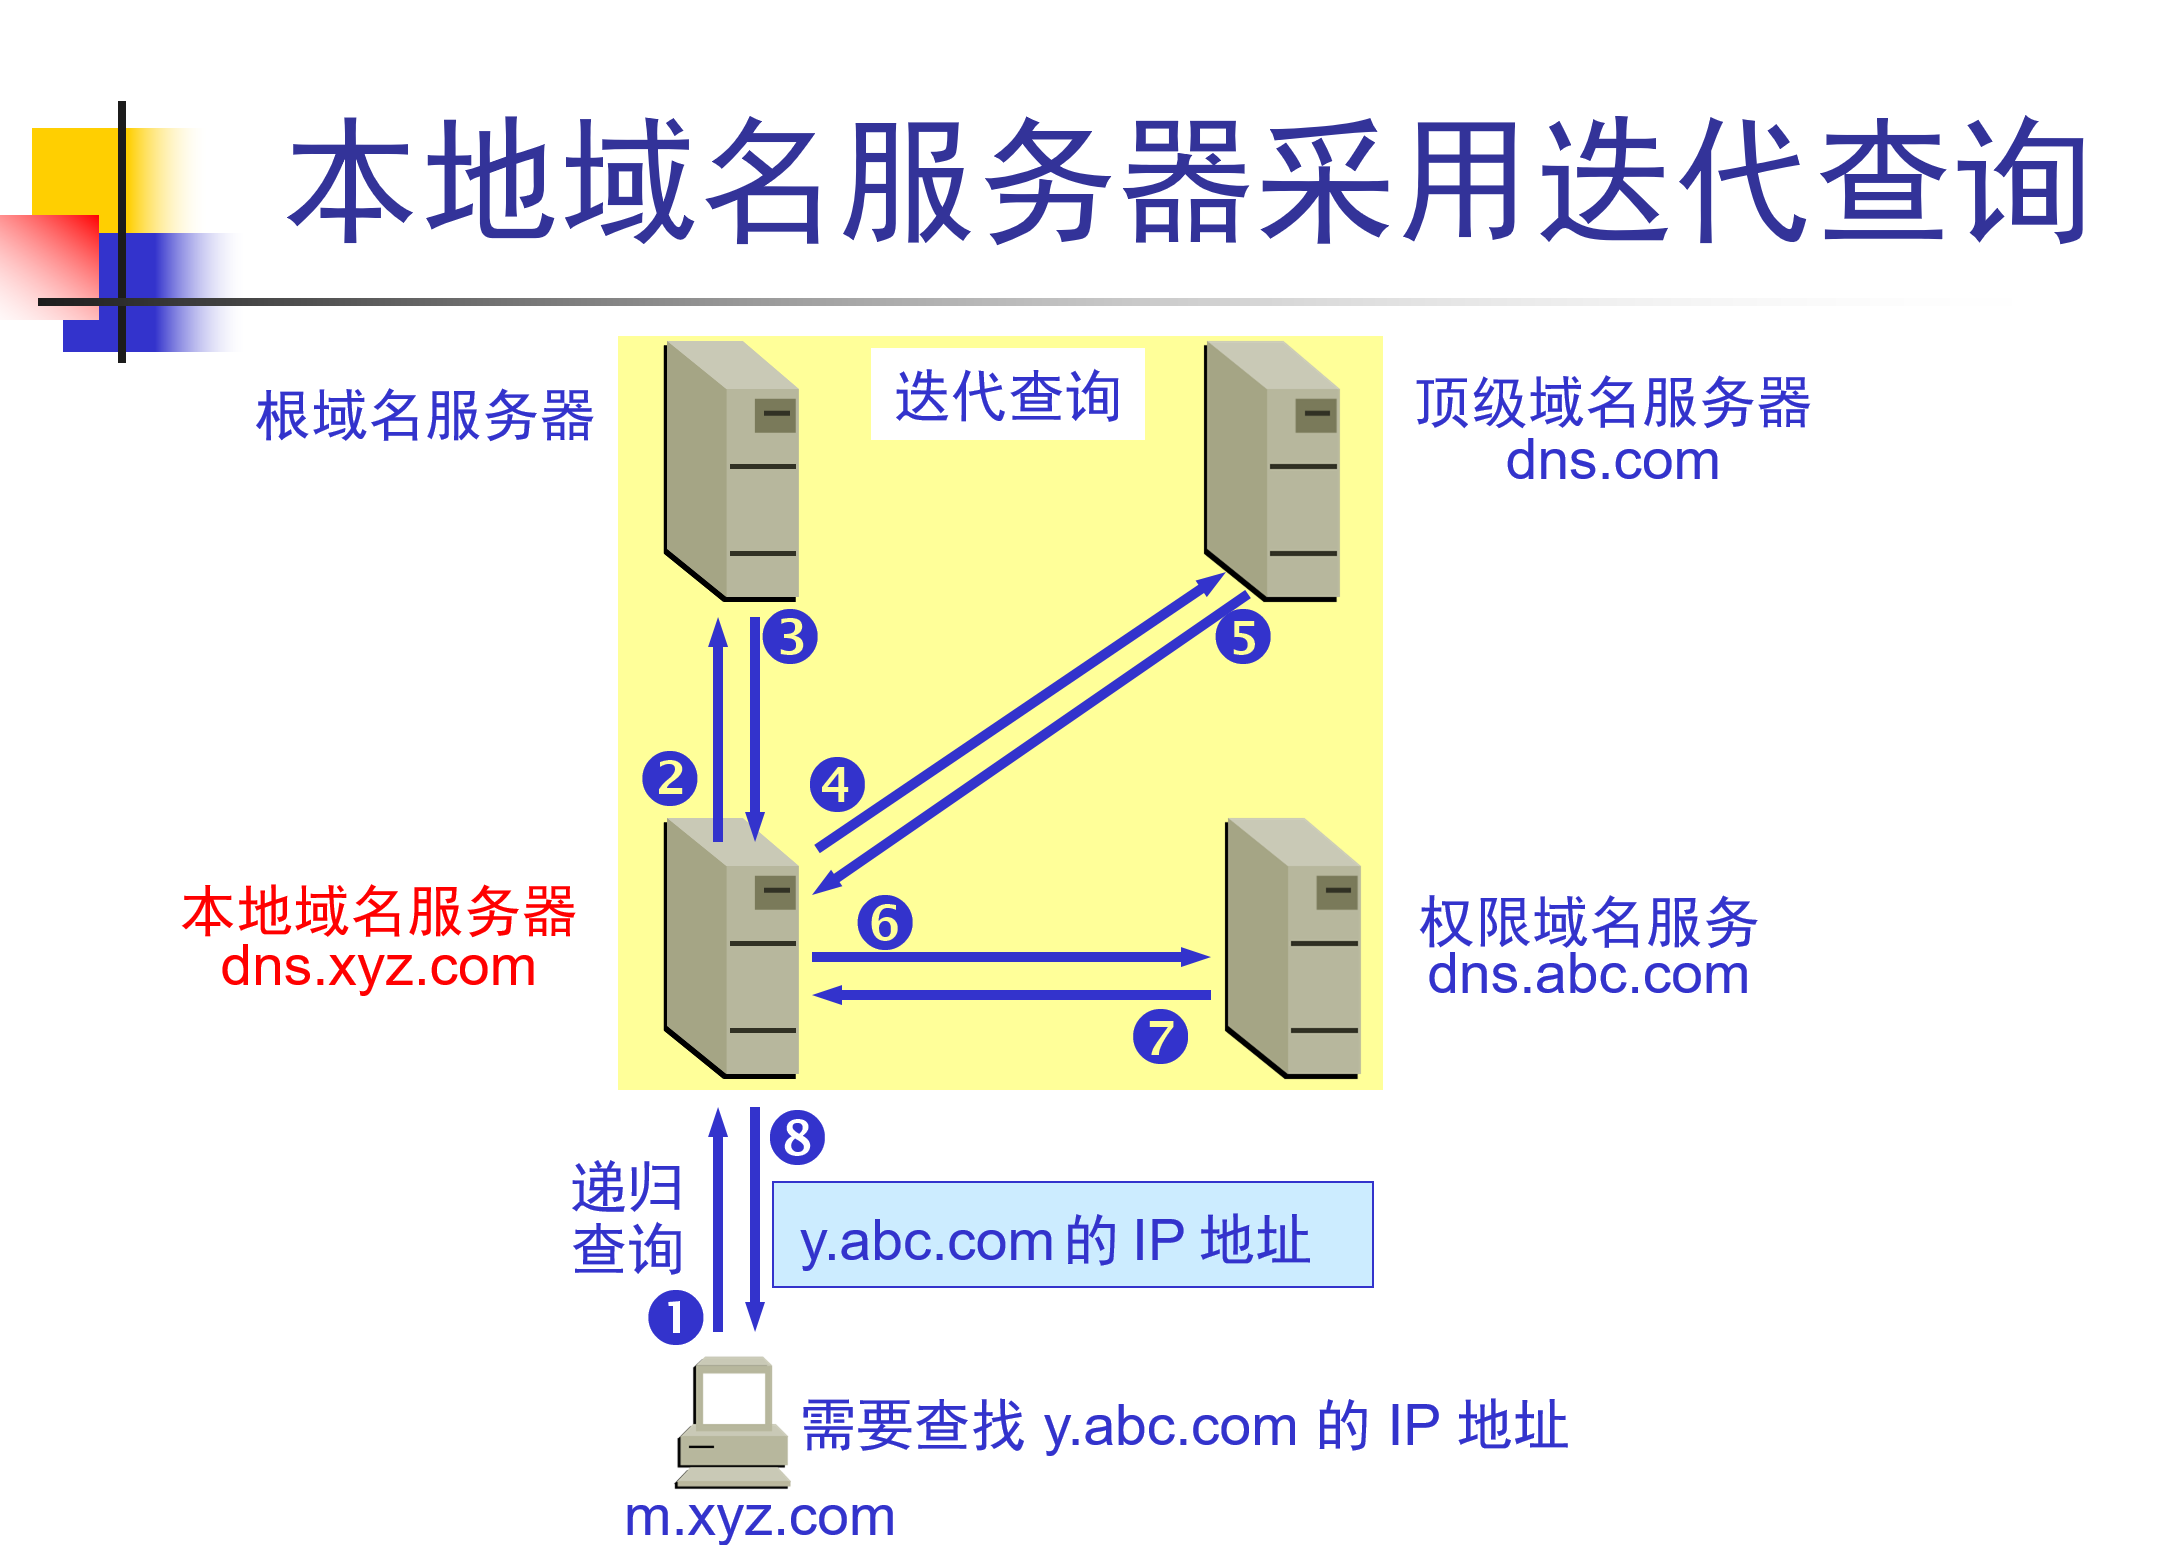 本地域名服务器采用迭代查询
根域名服务器
迭代查询
顶级域名服务器
dns.com
❸
❺
❷
❹
本地域名服务器
dns.xyz.com
❻
权限域名服务
dns.abc.com
❼
❽
递归
查询
y.abc.com 的 IP 地址
❶
需要查找 y.abc.com 的 IP 地址
m.xyz.com